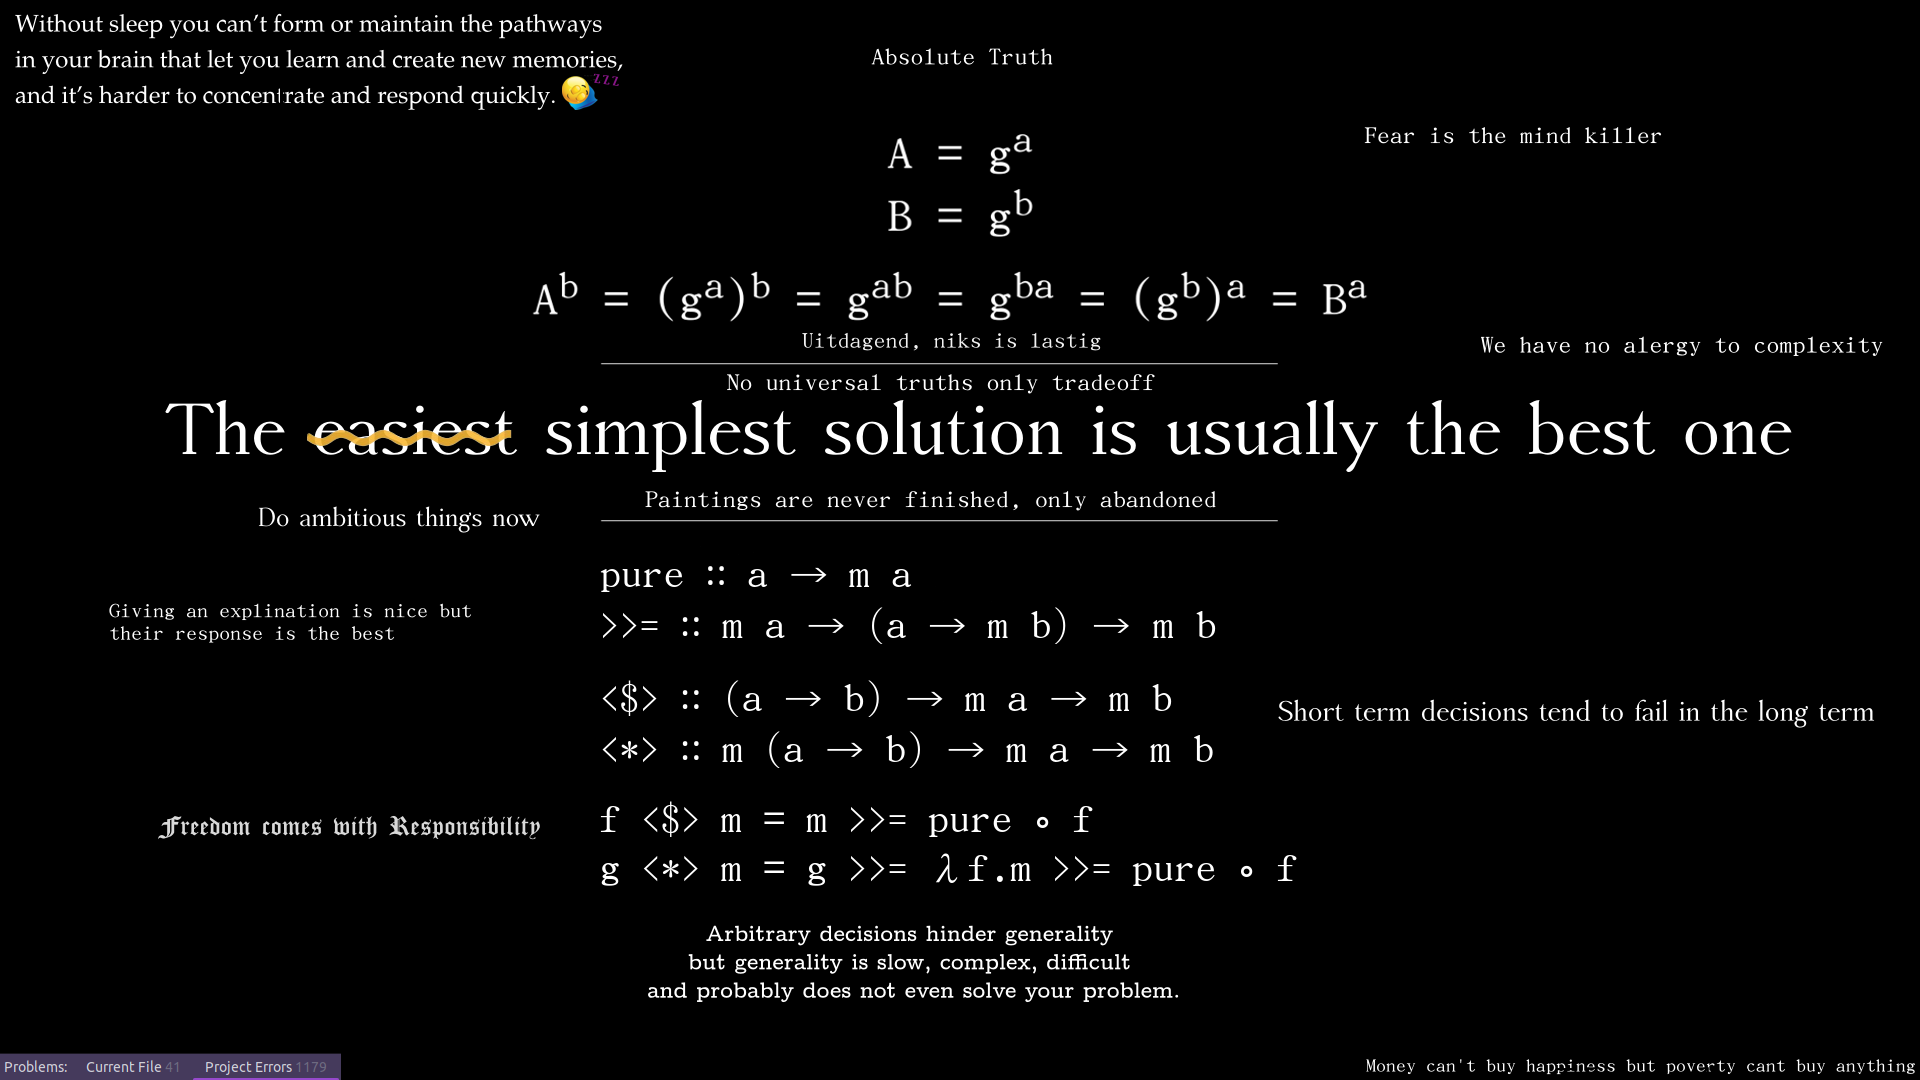 Without sleep you can’t form or maintain the pathways
in your brain that let you learn and create new memories,
and it’s harder to concentrate and respond quickly. 🥱
zzz
Absolute Truth
Fear is the mind killer
A = gᵃ
B = gᵇ
Aᵇ = (gᵃ)ᵇ = gᵃᵇ = gᵇᵃ = (gᵇ)ᵃ = Bᵃ
Uitdagend, niks is lastig
We have no alergy to complexity
No universal truths only tradeoff
The easiest simplest solution is usually the best one
Paintings are never finished, only abandoned
Do ambitious things now
pure :: a → m a
Giving an explination is nice but
their response is the best
>>= :: m a → (a → m b) → m b
<$> :: (a → b) → m a → m b
<*> :: m (a → b) → m a → m b
Short term decisions tend to fail in the long term
Freedom comes with Responsibility
f <$> m = m >>= pure ∘ f
g <*> m = g >>= λf.m >>= pure ∘ f
Arbitrary decisions hinder generality
but generality is slow, complex, difficult
and probably does not even solve your problem.
Problems: Current File 41 Project Errors 1179
Money can't buy happiness but poverty cant buy anything